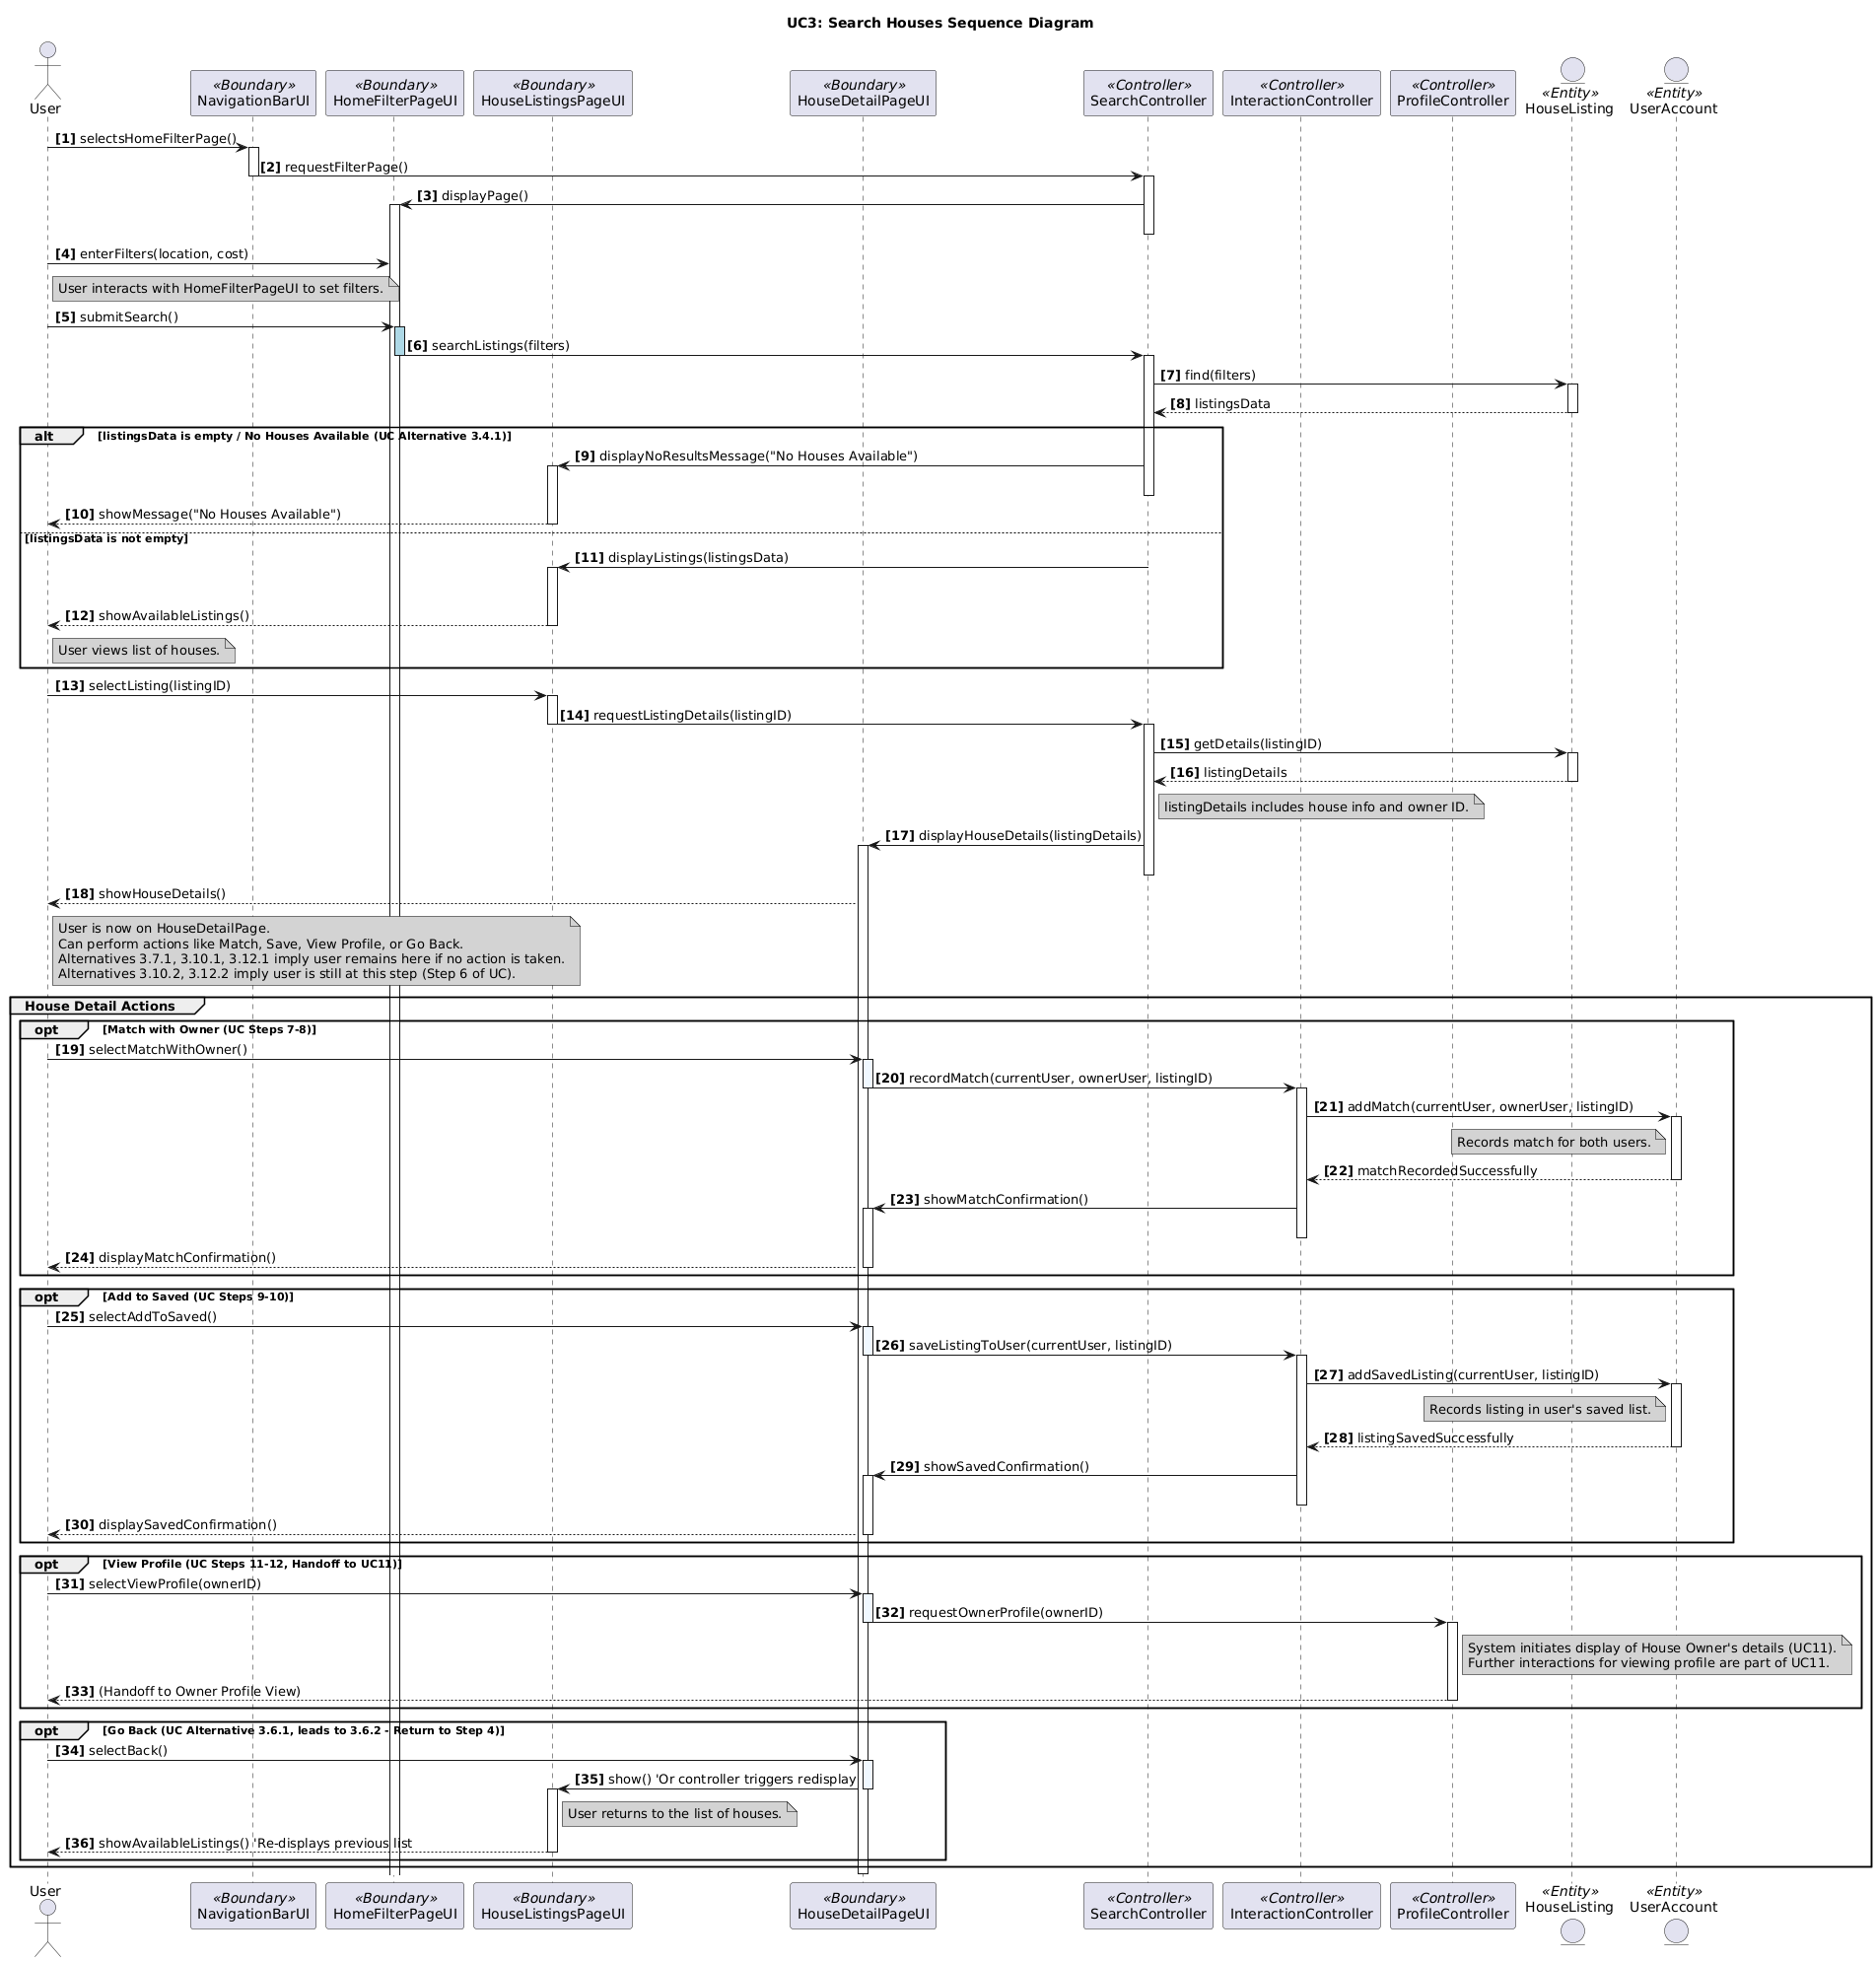 UC3: Search Houses Sequence Diagram
User
«Boundary»
NavigationBarUI
«Boundary»
HomeFilterPageUI
«Boundary»
HouseListingsPageUI
«Boundary»
HouseDetailPageUI
«Controller»
SearchController
«Controller»
InteractionController
«Controller»
ProfileController
«Entity»
HouseListing
«Entity»
UserAccount
[1] selectsHomeFilterPage()
[2] requestFilterPage()
[3] displayPage()
[4] enterFilters(location, cost)
User interacts with HomeFilterPageUI to set filters.
[5] submitSearch()
[6] searchListings(filters)
[7] find(filters)
[8] listingsData
alt [listingsData is empty / No Houses Available (UC Alternative 3.4.1)]
[9] displayNoResultsMessage("No Houses Available")
[10] showMessage("No Houses Available")
[listingsData is not empty]
[11] displayListings(listingsData)
[12] showAvailableListings()
User views list of houses.
[13] selectListing(listingID)
[14] requestListingDetails(listingID)
[15] getDetails(listingID)
[16] listingDetails
listingDetails includes house info and owner ID.
[17] displayHouseDetails(listingDetails)
[18] showHouseDetails()
User is now on HouseDetailPage.
Can perform actions like Match, Save, View Profile, or Go Back.
Alternatives 3.7.1, 3.10.1, 3.12.1 imply user remains here if no action is taken.
Alternatives 3.10.2, 3.12.2 imply user is still at this step (Step 6 of UC).
House Detail Actions
opt [Match with Owner (UC Steps 7-8)]
[19] selectMatchWithOwner()
[20] recordMatch(currentUser, ownerUser, listingID)
[21] addMatch(currentUser, ownerUser, listingID)
Records match for both users.
[22] matchRecordedSuccessfully
[23] showMatchConfirmation()
[24] displayMatchConfirmation()
opt [Add to Saved (UC Steps 9-10)]
[25] selectAddToSaved()
[26] saveListingToUser(currentUser, listingID)
[27] addSavedListing(currentUser, listingID)
Records listing in user's saved list.
[28] listingSavedSuccessfully
[29] showSavedConfirmation()
[30] displaySavedConfirmation()
opt [View Profile (UC Steps 11-12, Handoff to UC11)]
[31] selectViewProfile(ownerID)
[32] requestOwnerProfile(ownerID)
System initiates display of House Owner's details (UC11).
Further interactions for viewing profile are part of UC11.
[33] (Handoff to Owner Profile View)
opt [Go Back (UC Alternative 3.6.1, leads to 3.6.2 - Return to Step 4)]
[34] selectBack()
[35] show() 'Or controller triggers redisplay
User returns to the list of houses.
[36] showAvailableListings() 'Re-displays previous list
User
«Boundary»
NavigationBarUI
«Boundary»
HomeFilterPageUI
«Boundary»
HouseListingsPageUI
«Boundary»
HouseDetailPageUI
«Controller»
SearchController
«Controller»
InteractionController
«Controller»
ProfileController
«Entity»
HouseListing
«Entity»
UserAccount